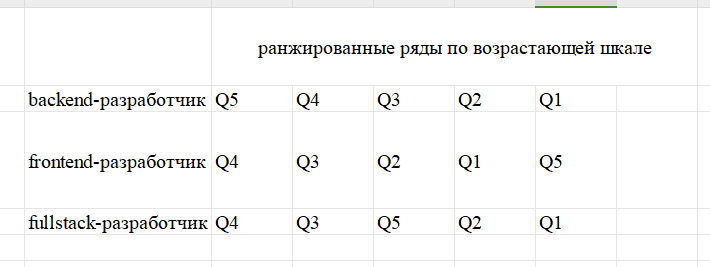 ранжированные ряды по возрастающей шкале
backend-разработчик Q5 Q4 Q3 Q2 Q1
frontend-разработчик Q4 Q3 Q2 Q1 Q5
fullstack-разработчик Q4 Q3 Q5 Q2 Q1